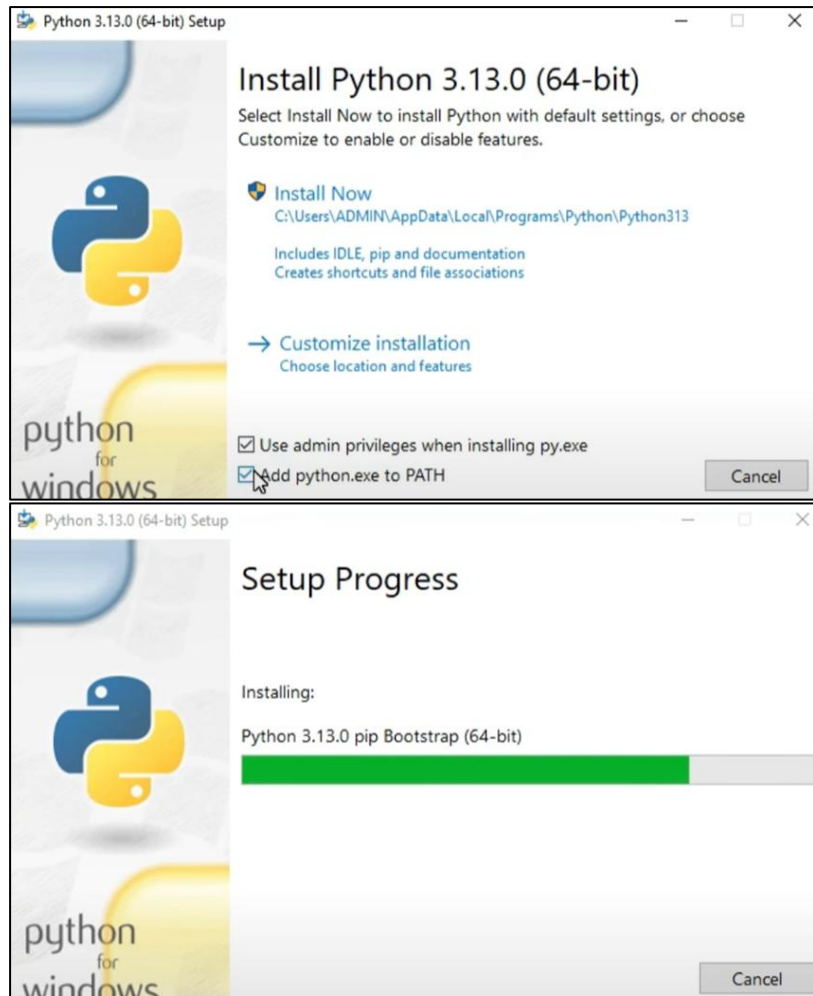 Python 3.13.0 (64-bit) Setup
Install Python 3.13.0 (64-bit)
Select Install Now to install Python with default settings, or choose
Customize to enable or disable features.
Install Now
C:\Users\ADMIN\AppData\Local\Programs\Python\Python313
Includes IDLE, pip and documentation
Creates shortcuts and file associations
Customize installation
Choose location and features
Use admin privileges when installing py.exe
Add python.exe to PATH
python
for
windows
Cancel
Python 3.13.0 (64-bit) Setup
Setup Progress
Installing:
Python 3.13.0 pip Bootstrap (64-bit)
python
for
windows
Cancel